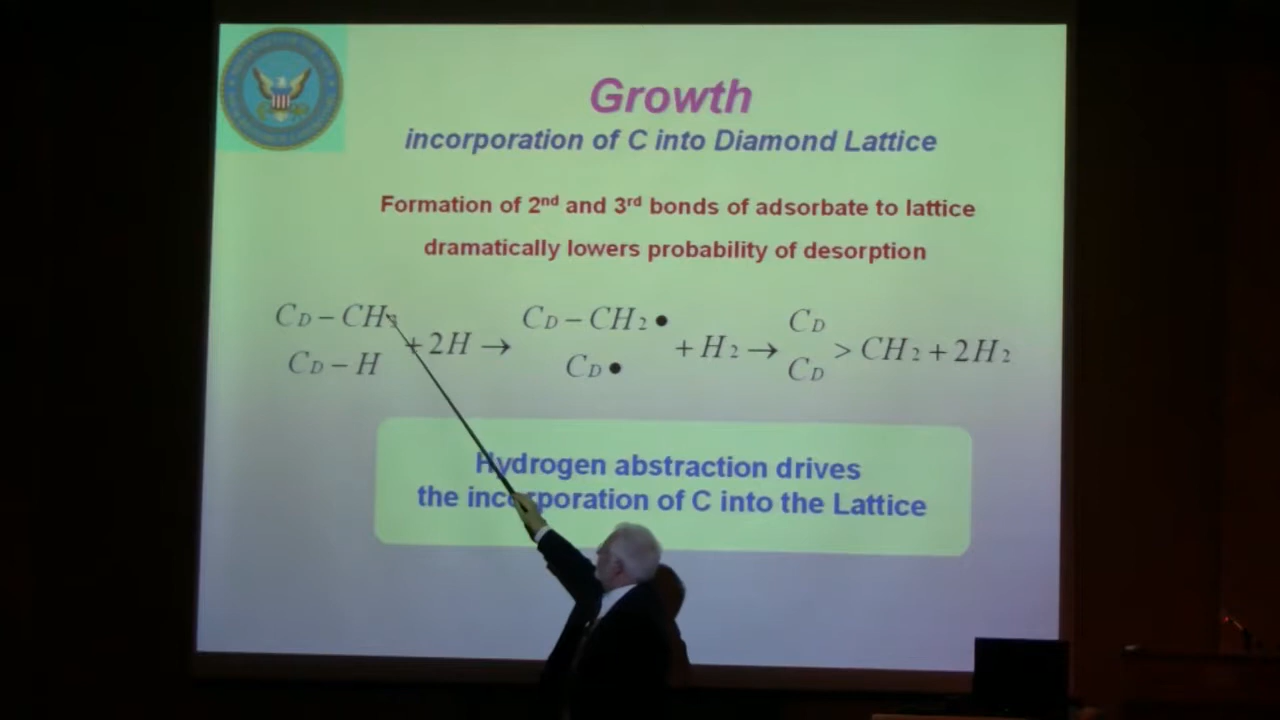 Growth
incorporation of C into Diamond Lattice
Formation of 2nd and 3rd bonds of adsorbate to lattice
dramatically lowers probability of desorption
CD – CH3 + 2H → CD – CH2 • + H2 → CD > CH2 + 2H2
CD – H CD • CD
Hydrogen abstraction drives
the incorporation of C into the Lattice